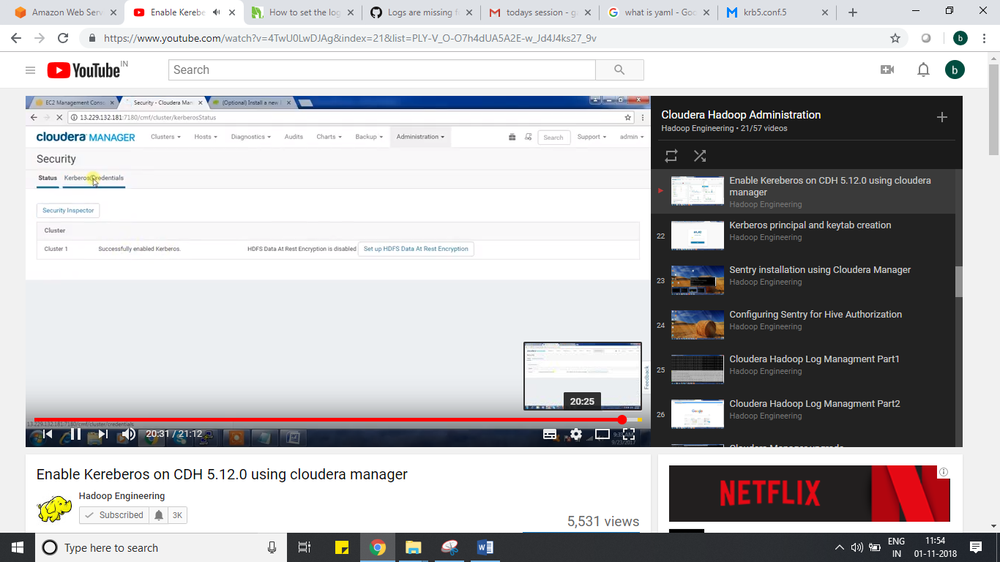 Amazon Web Serv
Enable Kerebe
How to set the log
Logs are missing f
todays session - g
what is yaml - Goo
krb5.conf.5
https://www.youtube.com/watch?v=4TwU0LwDJAg&index=21&list=PLY-V_O-O7h4dUA5A2E-w_Jd4J4ks27_9v
b
YouTube IN
Search
b
EC2 Management Conso
Security - Cloudera Man
(Optional) Install a new
13.229.132.181:7180/cmf/cluster/kerberosStatus
cloudera MANAGER
Clusters
Hosts
Diagnostics
Audits
Charts
Backup
Administration
Search
Support
admin
Security
Status
Kerberos Credentials
Security Inspector
Cluster
Cluster 1
Successfully enabled Kerberos.
HDFS Data At Rest Encryption is disabled
Set up HDFS Data At Rest Encryption
Feedback
20:25
13.229.132.181:7180/cmf/cluster/credentials
20:31 / 21:12
9/23/2017
Cloudera Hadoop Administration
Hadoop Engineering • 21/57 videos
Enable Kereberos on CDH 5.12.0 using cloudera
manager
Hadoop Engineering
22
Kerberos principal and keytab creation
Hadoop Engineering
23
Sentry installation using Cloudera Manager
Hadoop Engineering
24
Configuring Sentry for Hive Authorization
Hadoop Engineering
25
Cloudera Hadoop Log Managment Part1
Hadoop Engineering
26
Cloudera Hadoop Log Managment Part2
Hadoop Engineering
Cloudera Manager upgrade
Enable Kereberos on CDH 5.12.0 using cloudera manager
Hadoop Engineering
Subscribed
3K
5,531 views
NETFLIX
Type here to search
ENG
IN
11:54
01-11-2018